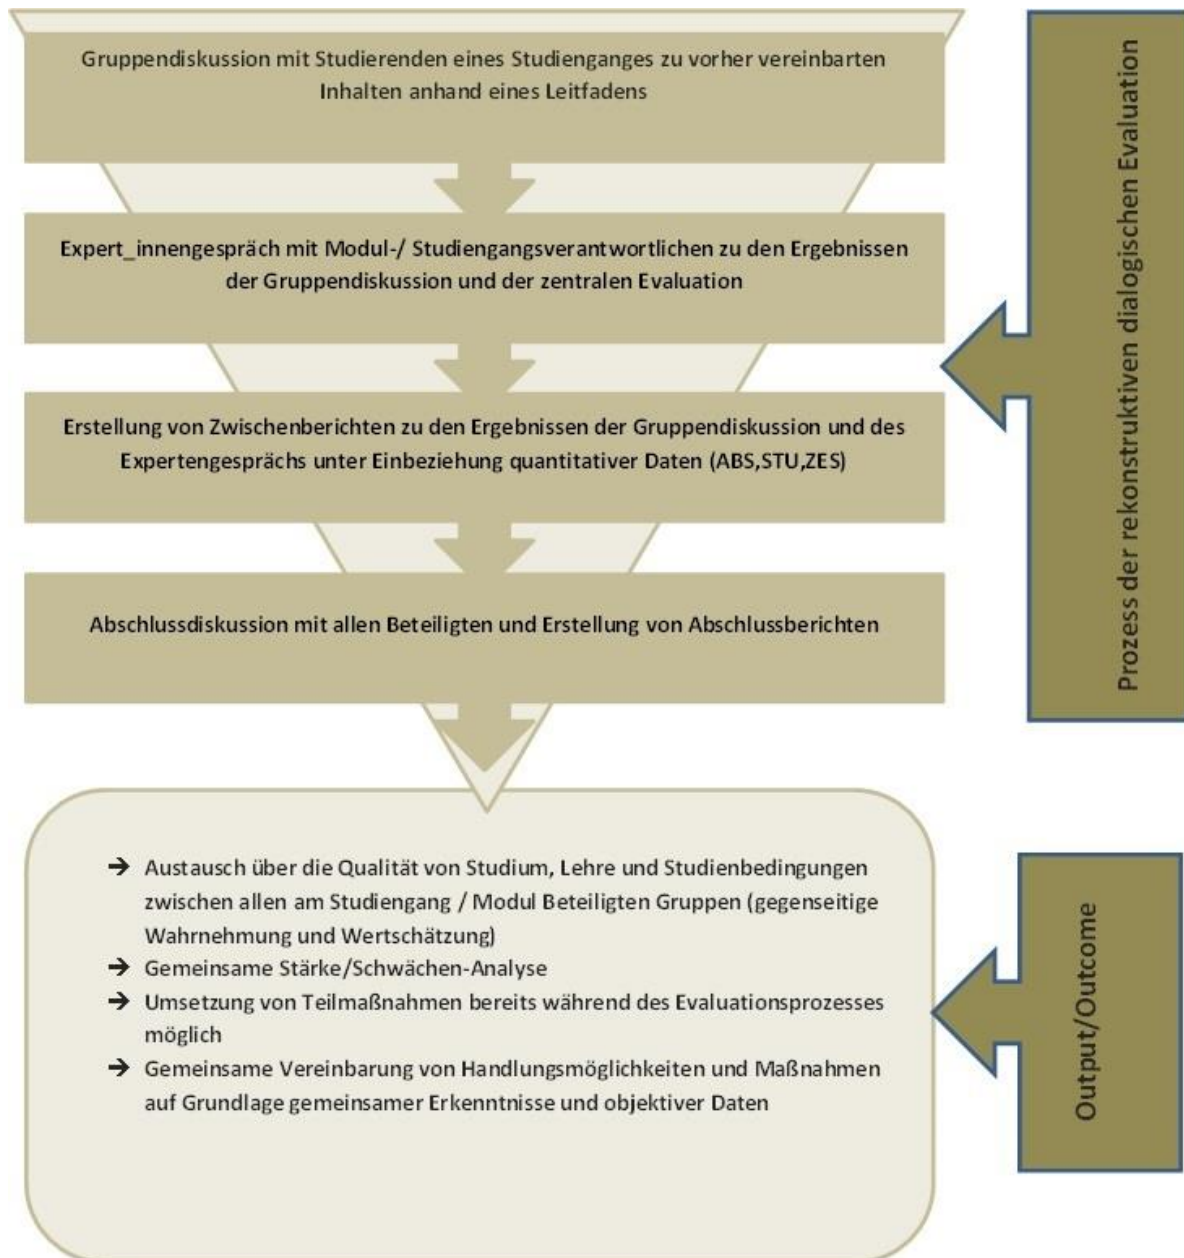 Gruppendiskussion mit Studierenden eines Studienganges zu vorher vereinbarten
Inhalten anhand eines Leitfadens
Expert_innengespräch mit Modul-/ Studiengangsverantwortlichen zu den Ergebnissen
der Gruppendiskussion und der zentralen Evaluation
Erstellung von Zwischenberichten zu den Ergebnissen der Gruppendiskussion und des
Expertengesprächs unter Einbeziehung quantitativer Daten (ABS,STU,ZES)
Abschlussdiskussion mit allen Beteiligten und Erstellung von Abschlussberichten
Prozess der rekonstruktiven dialogischen Evaluation
→ Austausch über die Qualität von Studium, Lehre und Studienbedingungen
zwischen allen am Studiengang / Modul Beteiligten Gruppen (gegenseitige
Wahrnehmung und Wertschätzung)
→ Gemeinsame Stärke/Schwächen-Analyse
→ Umsetzung von Teilmaßnahmen bereits während des Evaluationsprozesses
möglich
→ Gemeinsame Vereinbarung von Handlungsmöglichkeiten und Maßnahmen
auf Grundlage gemeinsamer Erkenntnisse und objektiver Daten
Output/Outcome